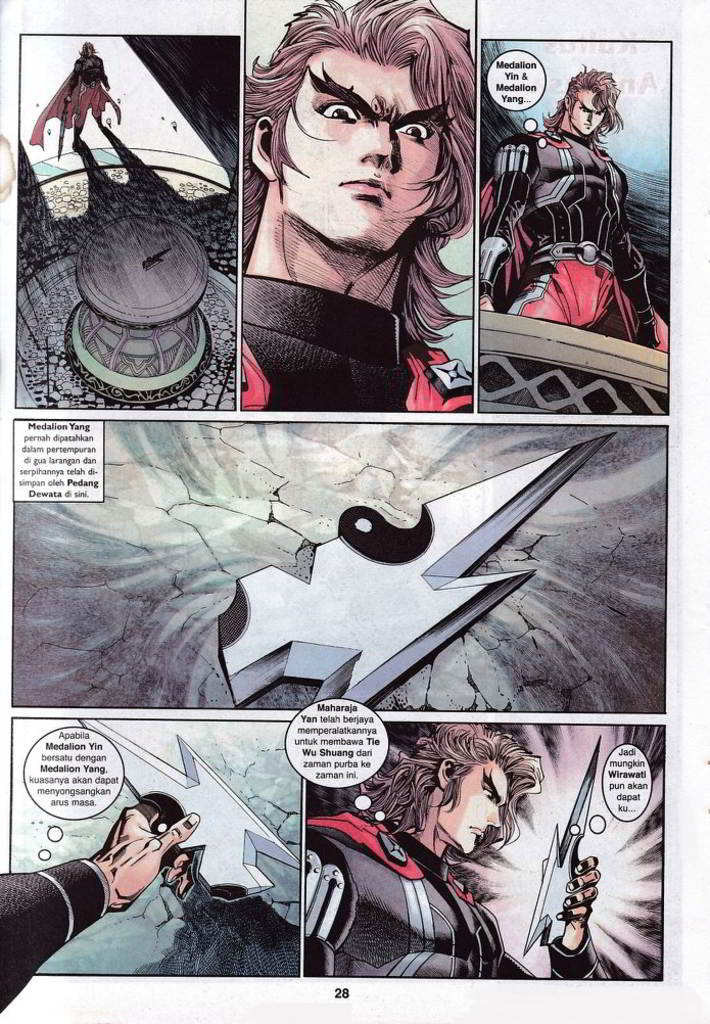 Medalion
Yin &
Medalion
Yang...
Medalion Yang
pernah dipatahkan
dalam pertempuran
di gua larangan dan
serpihannya telah di-
simpan oleh Pedang
Dewata di sini.
Apabila
Medalion Yin
bersatu dengan
Medalion Yang,
kuasanya akan dapat
menyongsangkan
arus masa.
Maharaja
Yan telah berjaya
memperalatkannya
untuk membawa Tie
Wu Shuang dari
zaman purba ke
zaman ini.
Jadi
mungkin
Wirawati
pun akan
dapat
ku...
28